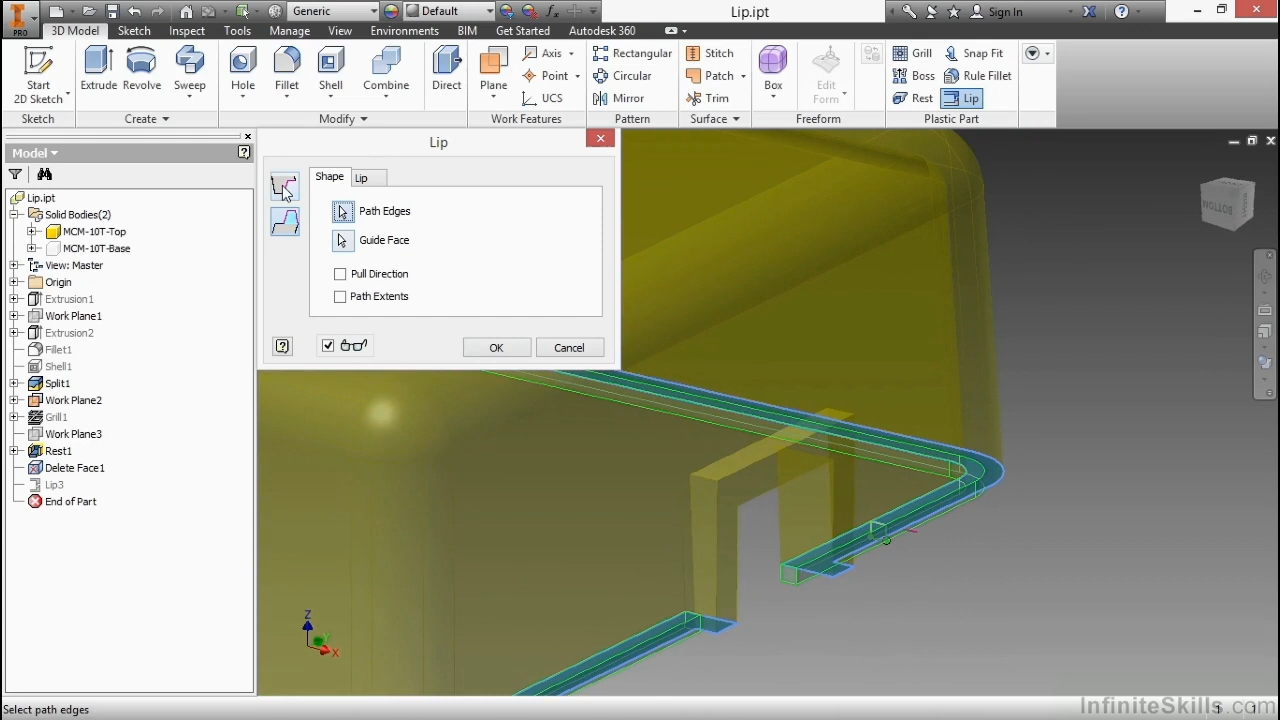 Generic
Default
Lip.ipt
Sign In
PRO
3D Model
Sketch
Inspect
Tools
Manage
View
Environments
BIM
Get Started
Autodesk 360
Start
2D Sketch
Extrude
Revolve
Sweep
Hole
Fillet
Shell
Combine
Direct
Plane
Axis
Point
UCS
Rectangular
Circular
Mirror
Stitch
Patch
Trim
Box
Edit
Form
Grill
Boss
Rest
Snap Fit
Rule Fillet
Lip
Sketch
Create
Modify
Work Features
Pattern
Surface
Freeform
Plastic Part
Model
Lip.ipt
Solid Bodies(2)
MCM-10T-Top
MCM-10T-Base
View: Master
Origin
Extrusion1
Work Plane1
Extrusion2
Fillet1
Shell1
Split1
Work Plane2
Grill1
Work Plane3
Rest1
Delete Face1
Lip3
End of Part
Lip
Shape
Lip
Path Edges
Guide Face
Pull Direction
Path Extents
OK
Cancel
BOTTOM
Z
Y
X
Select path edges
InfiniteSkills.com
1
1